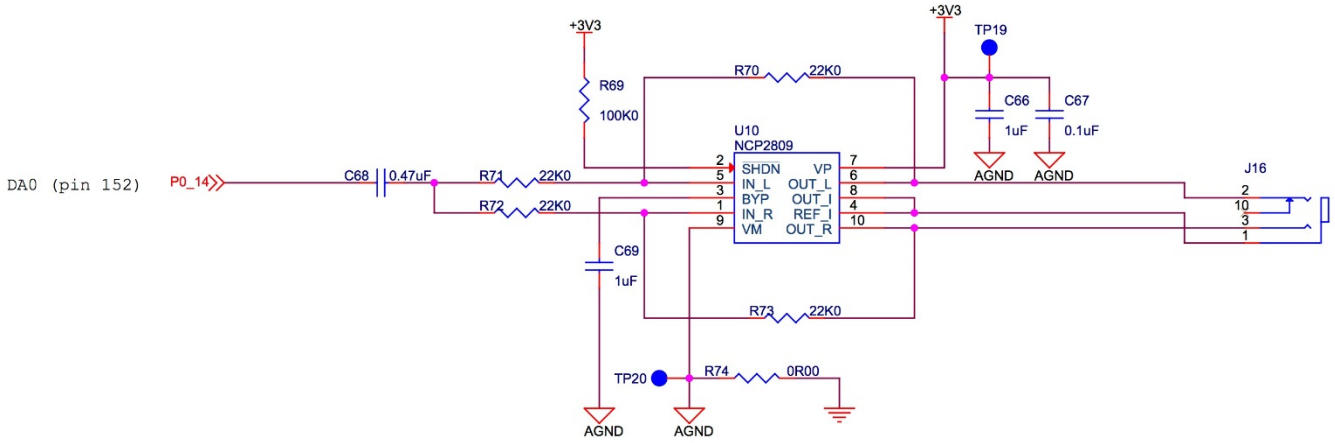 +3V3
+3V3
TP19
R70 22K0
R69
100K0
C66
1uF
C67
0.1uF
U10
NCP2809
AGND
AGND
J16
DA0 (pin 152)
P0_14
C68 0.47uF
R71 22K0
R72 22K0
2 SHDN VP 7
5 IN_L OUT_L 6
3 BYP OUT_I 8
1 IN_R REF_I 4
9 VM OUT_R 10
2
10
3
1
C69
1uF
R73 22K0
TP20
R74 0R00
AGND
AGND